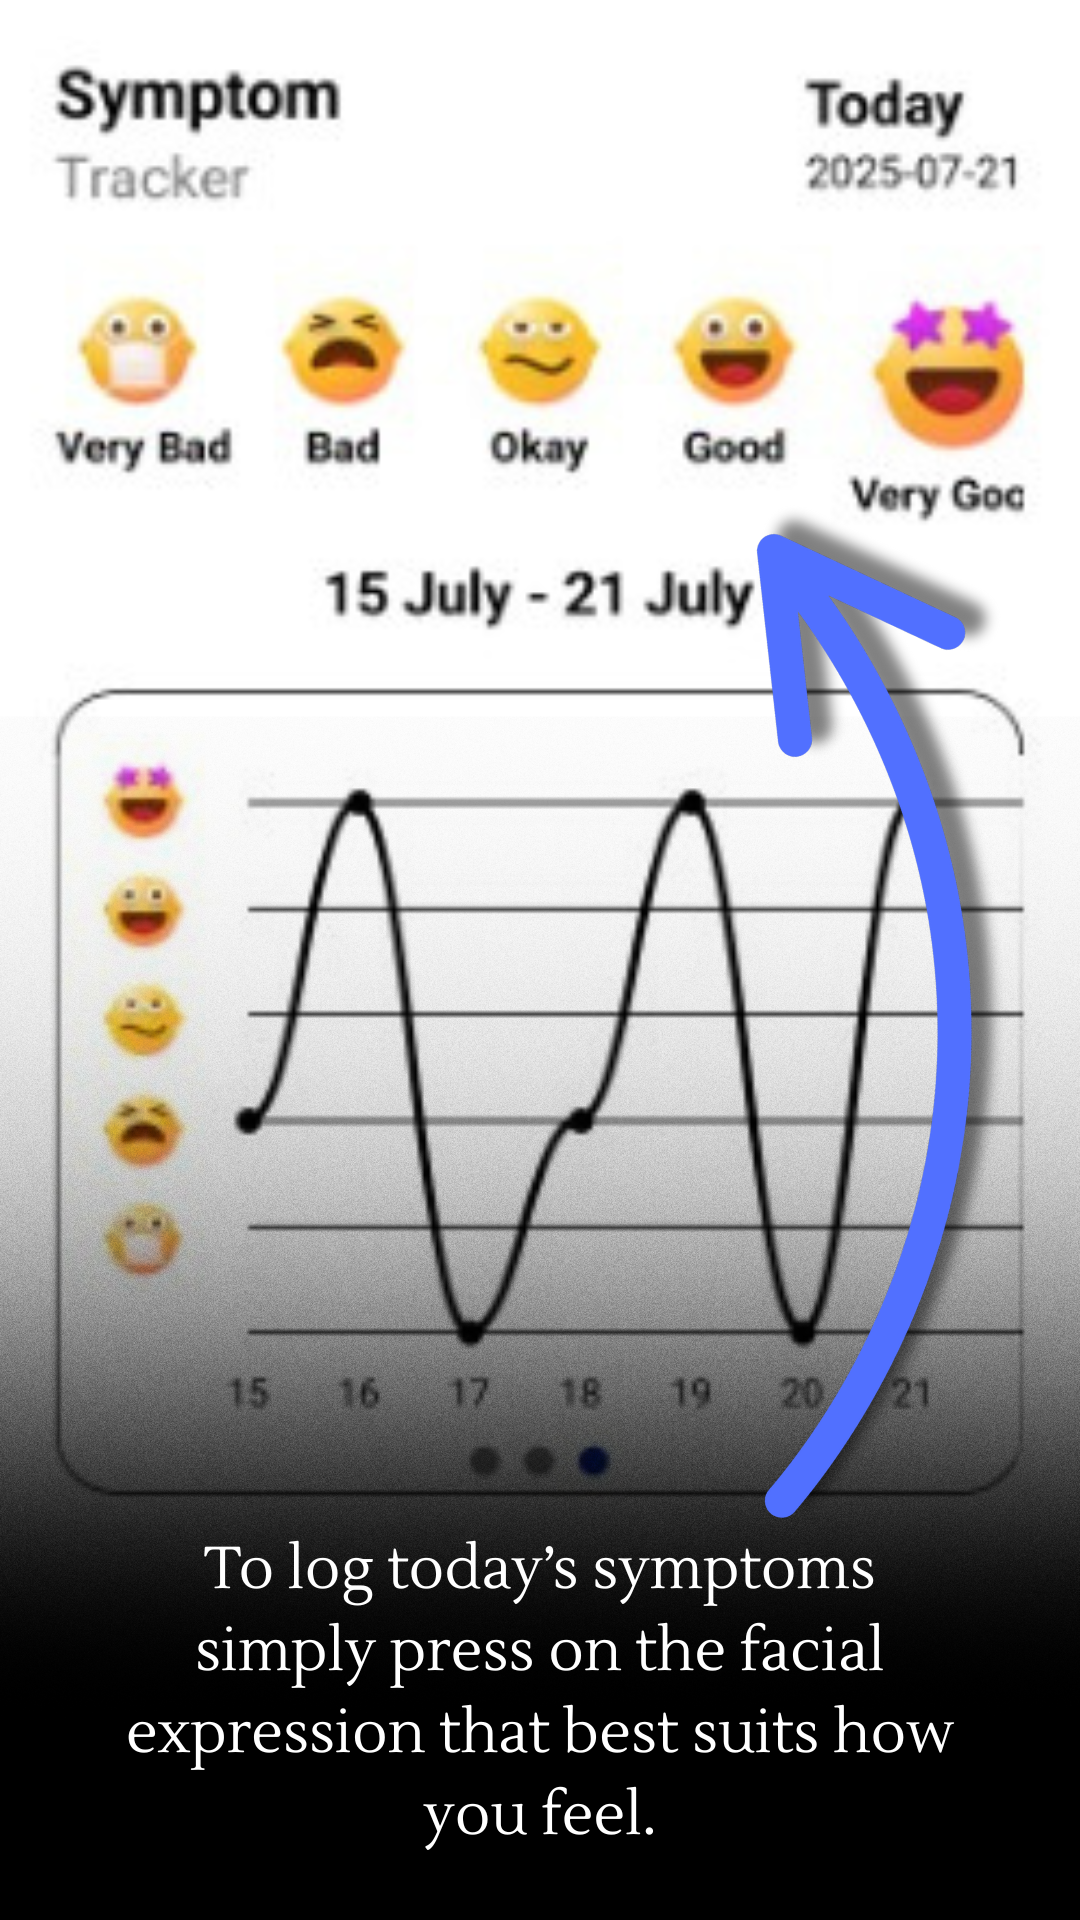 Symptom
Tracker
Today
2025-07-21
Very Bad
Bad
Okay
Good
Very Goo
15 July - 21 July
15 16 17 18 19 20 21
To log today’s symptoms
simply press on the facial
expression that best suits how
you feel.